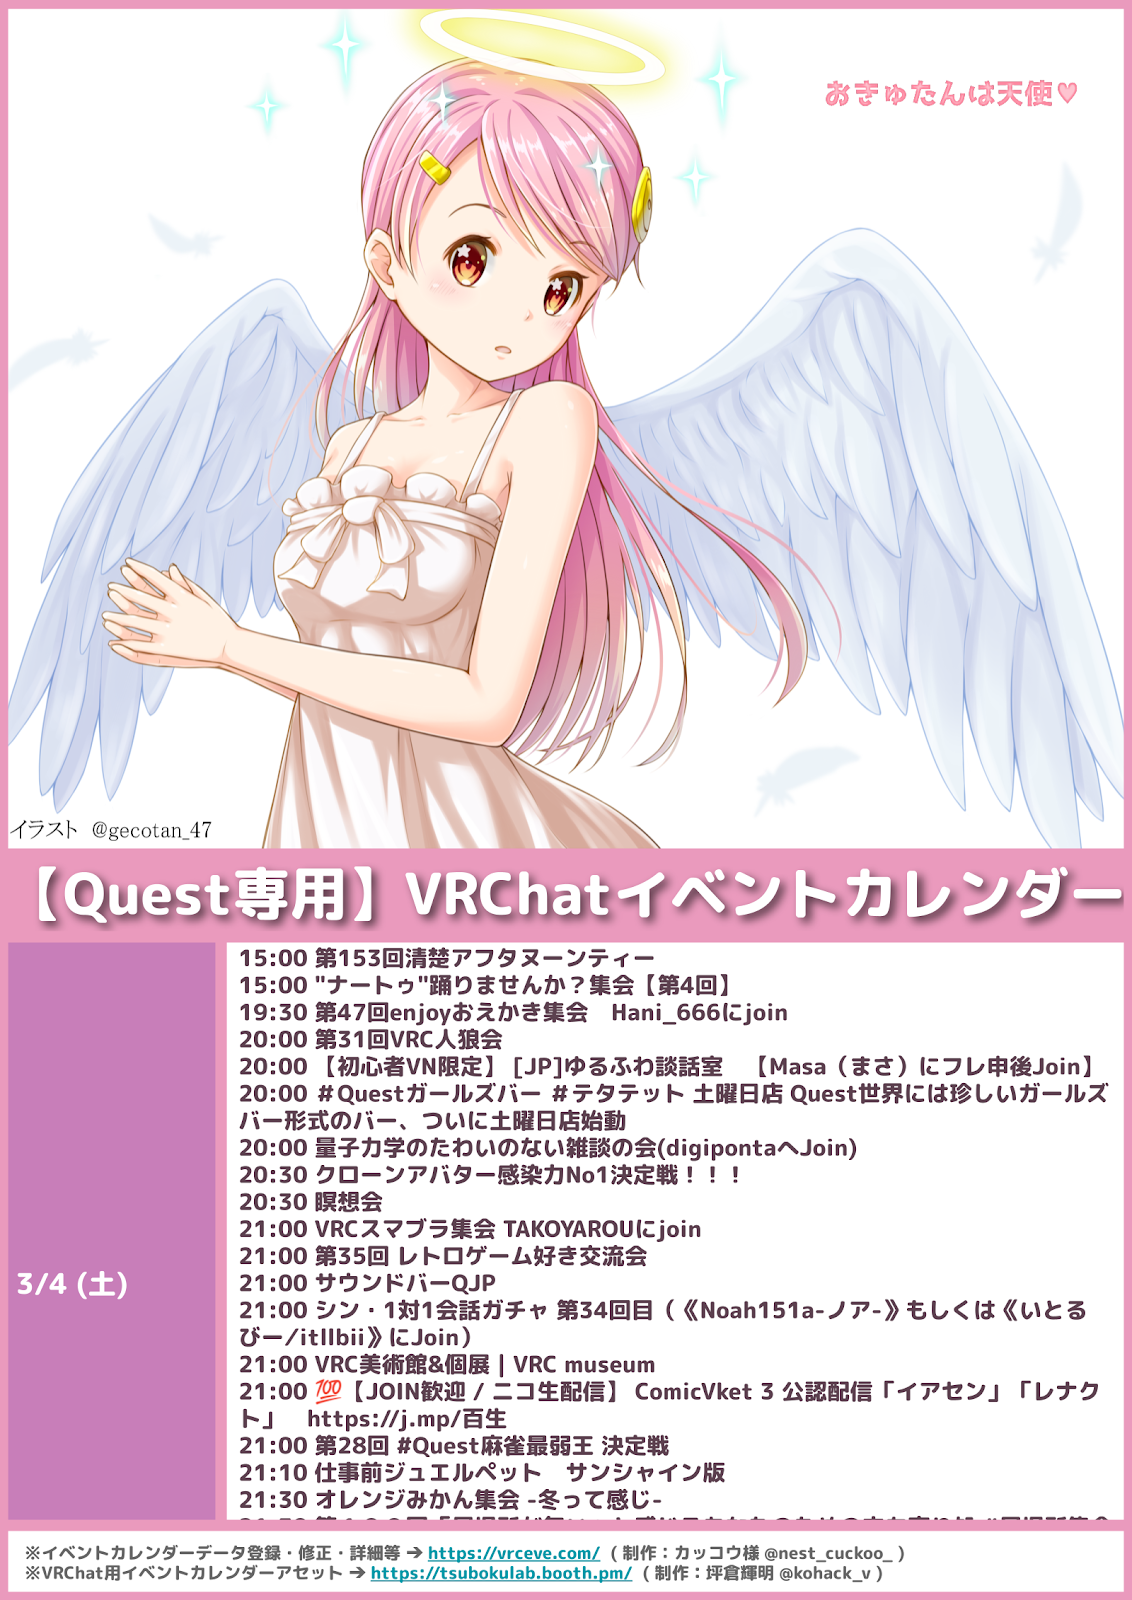 おきゅたんは天使♥
イラスト @gecotan_47
【Quest専用】VRChatイベントカレンダー
3/4 (土)
15:00 第153回清楚アフタヌーンティー
15:00 "ナートゥ"踊りませんか？集会【第4回】
19:30 第47回enjoyおえかき集会　Hani_666にjoin
20:00 第31回VRC人狼会
20:00 【初心者VN限定】 [JP]ゆるふわ談話室　【Masa（まさ）にフレ申後Join】
20:00 ＃Questガールズバー ＃テタテット 土曜日店 Quest世界には珍しいガールズ
バー形式のバー、ついに土曜日店始動
20:00 量子力学のたわいのない雑談の会(digipontaへJoin)
20:30 クローンアバター感染力No1決定戦！！！
20:30 瞑想会
21:00 VRCスマブラ集会 TAKOYAROUにjoin
21:00 第35回 レトロゲーム好き交流会
21:00 サウンドバーQJP
21:00 シン・1対1会話ガチャ 第34回目（《Noah151a-ノア-》もしくは《いとる
びー/itllbii》にJoin）
21:00 VRC美術館&個展 | VRC museum
21:00 💯【JOIN歓迎 / ニコ生配信】 ComicVket 3 公認配信「イアセン」「レナク
ト」　https://j.mp/百生
21:00 第28回 #Quest麻雀最弱王 決定戦
21:10 仕事前ジュエルペット　サンシャイン版
21:30 オレンジみかん集会 -冬って感じ-
※イベントカレンダーデータ登録・修正・詳細等 ➔ https://vrceve.com/ （ 制作：カッコウ様 @nest_cuckoo_ ）
※VRChat用イベントカレンダーアセット ➔ https://tsubokulab.booth.pm/ （ 制作：坪倉輝明 @kohack_v ）